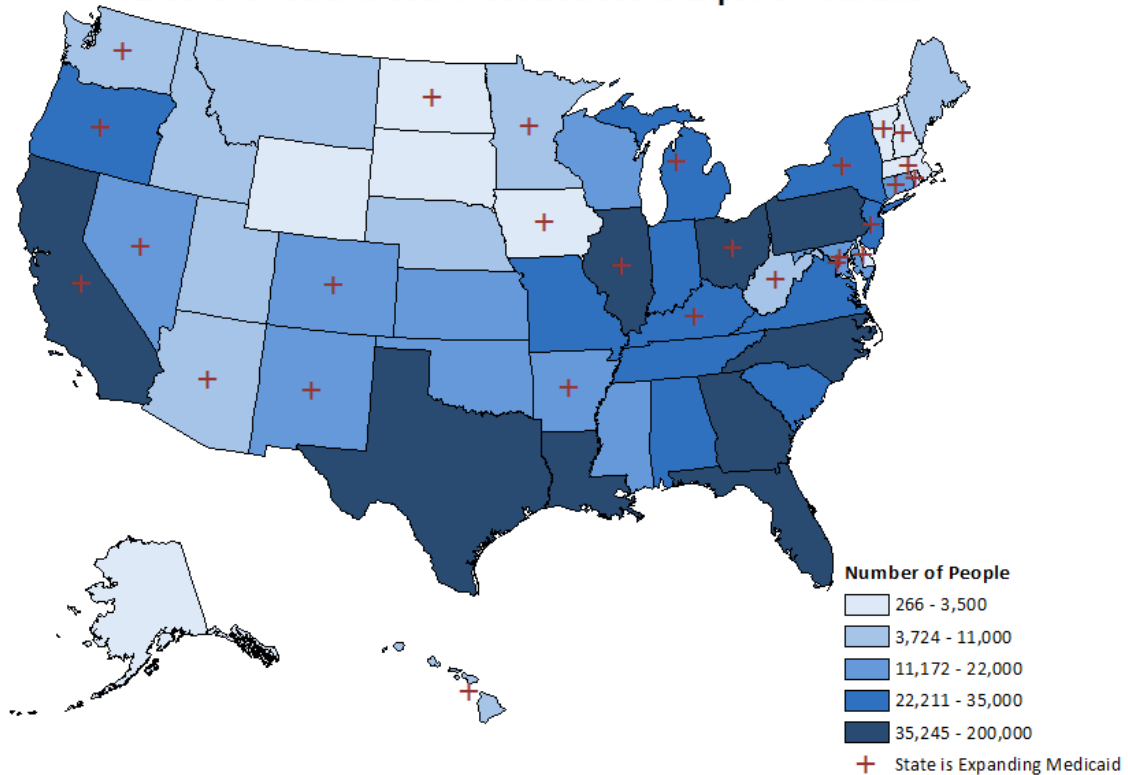 Number of People
266 - 3,500
3,724 - 11,000
11,172 - 22,000
22,211 - 35,000
35,245 - 200,000
State is Expanding Medicaid